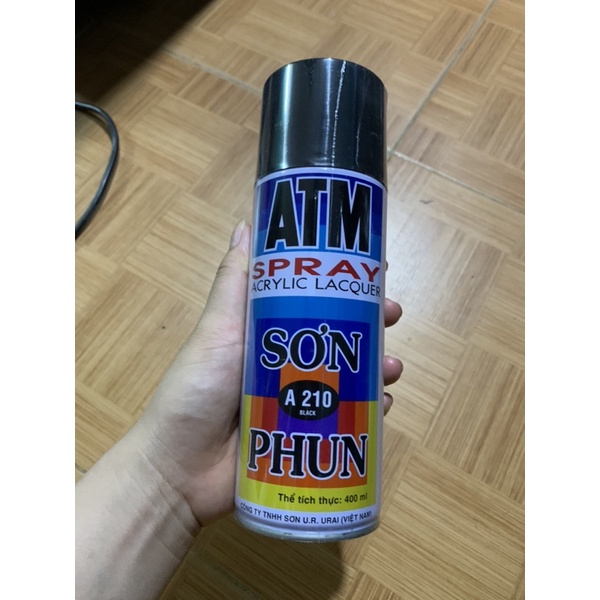 ATM
SPRAY
ACRYLIC LACQUER
SƠN
A 210
BLACK
PHUN
Thể tích thực: 400 ml
CÔNG TY TNHH SƠN U.R. URAI (VIỆT NAM)